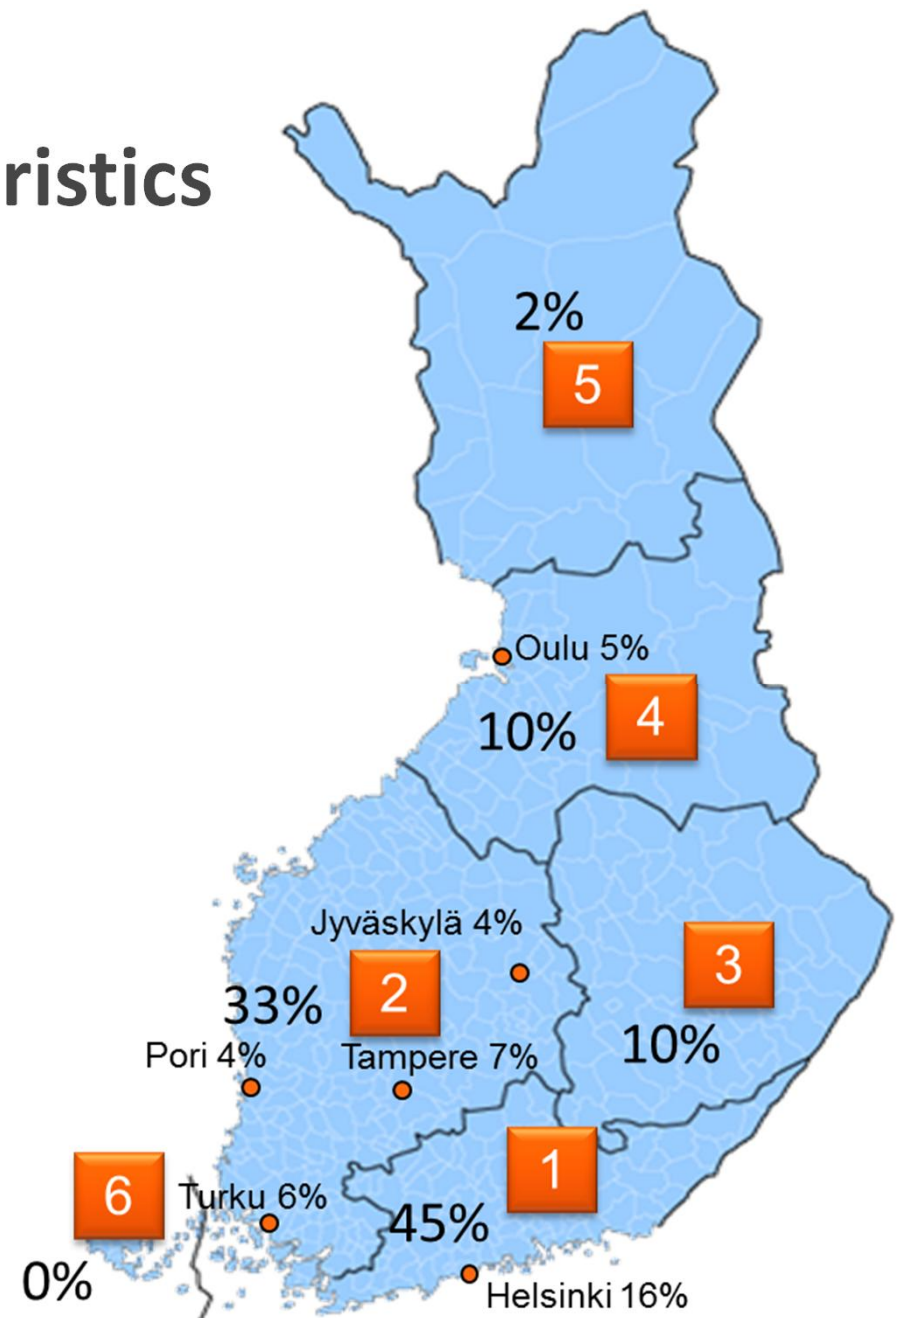 ristics
2%
5
Oulu 5%
4
10%
Jyväskylä 4%
3
2
33%
10%
Pori 4%
Tampere 7%
1
6
Turku 6%
45%
0%
Helsinki 16%